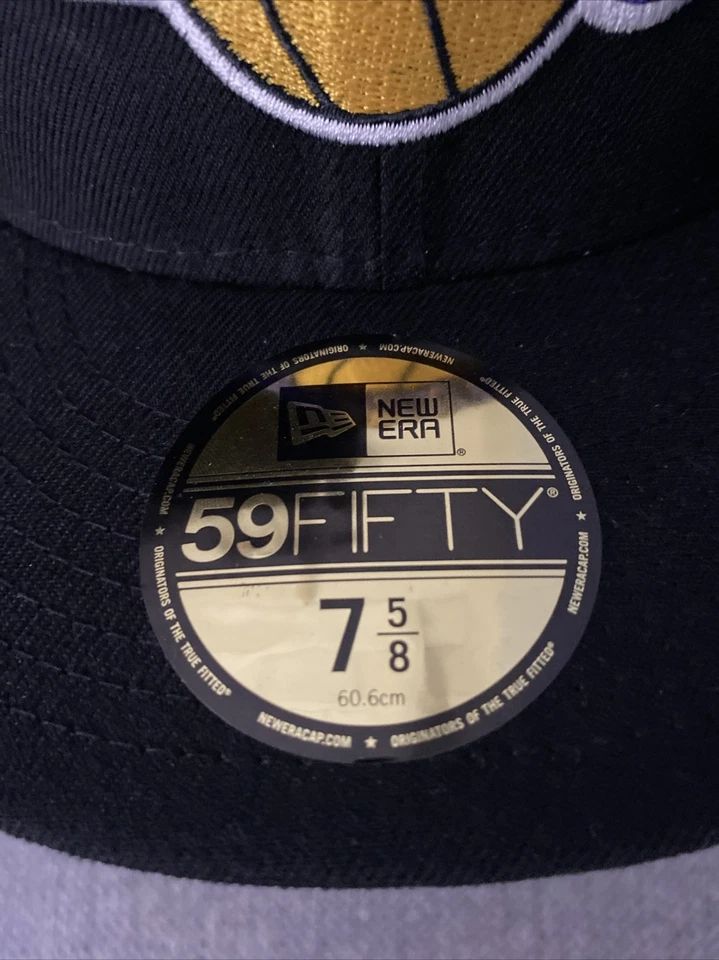 NEWERACAP.COM ★ ORIGINATORS OF THE TRUE FITTED®
NEWERACAP.COM ★ ORIGINATORS OF THE TRUE FITTED®
NEWERACAP.COM ★ ORIGINATORS OF THE TRUE FITTED®
NEWERACAP.COM ★ ORIGINATORS OF THE TRUE FITTED®
NE
NEW
ERA®
59FIFTY®
7 5/8
60.6cm